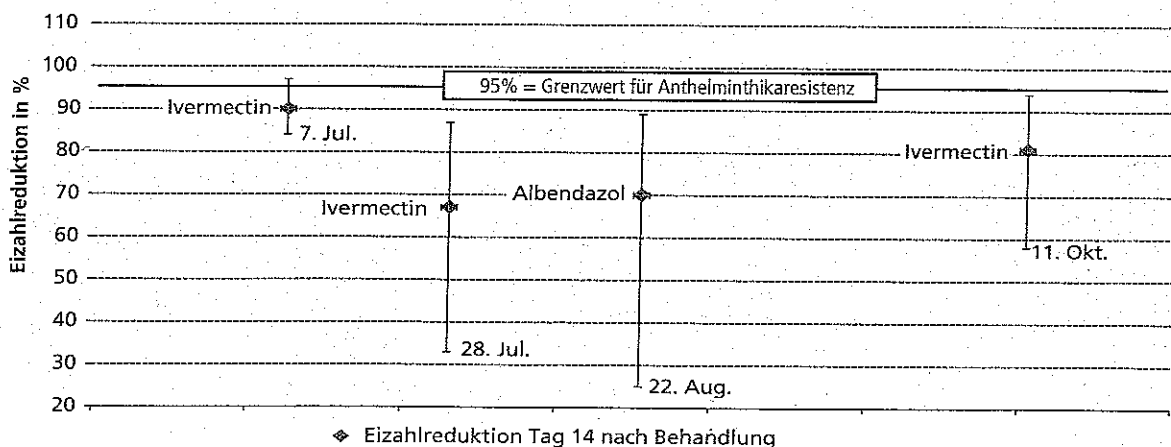 Eizahlreduktion in %
110
100
90
80
70
60
50
40
30
20
95% = Grenzwert für Anthelminthikaresistenz
Ivermectin
7. Jul.
Ivermectin
28. Jul.
Albendazol
22. Aug.
Ivermectin
11. Okt.
Eizahlreduktion Tag 14 nach Behandlung